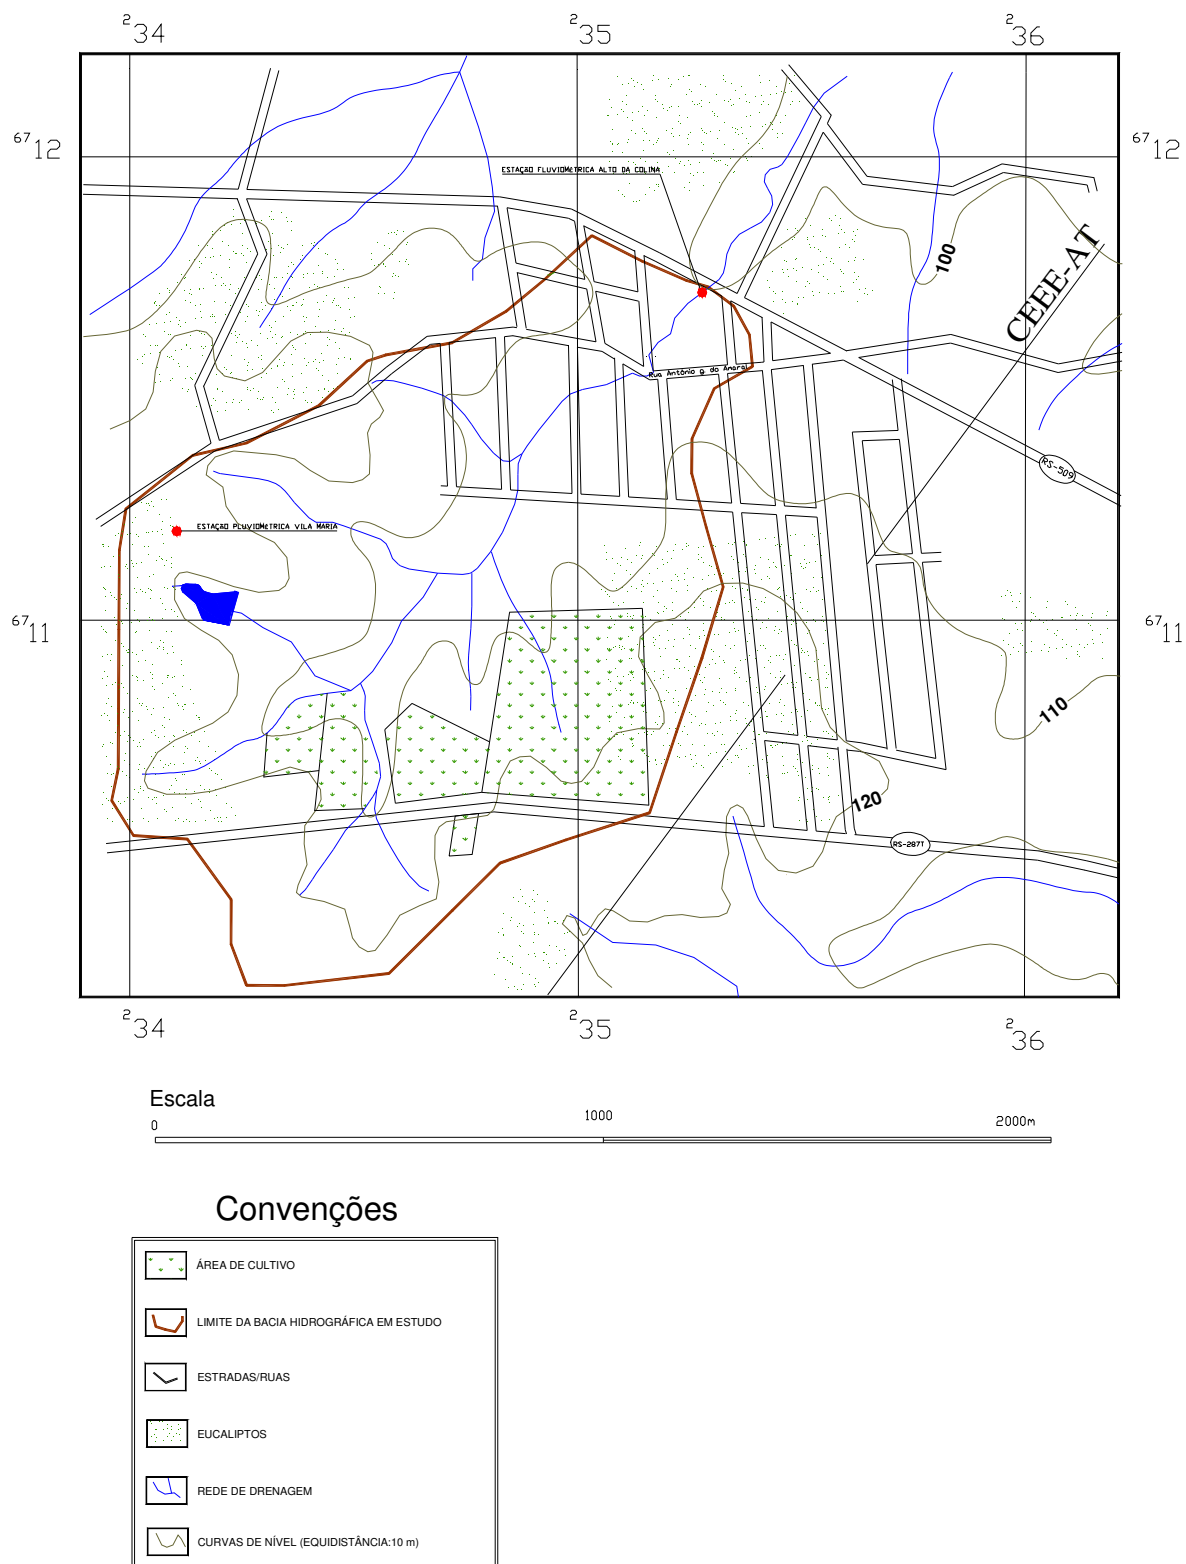 ²34 ²35 ²36
⁶⁷12 ⁶⁷12
ESTAÇÃO FLUVIOMÉTRICA ALTO DA COLINA
100
CEEE-AT
Rua Antônio g. do Amaral
RS-509
ESTAÇÃO PLUVIOMÉTRICA VILA MARIA
⁶⁷11 ⁶⁷11
110
120
RS-287T
²34 ²35 ²36
Escala
0 1000 2000m
Convenções
ÁREA DE CULTIVO
LIMITE DA BACIA HIDROGRÁFICA EM ESTUDO
ESTRADAS/RUAS
EUCALIPTOS
REDE DE DRENAGEM
CURVAS DE NÍVEL (EQUIDISTÂNCIA:10 m)